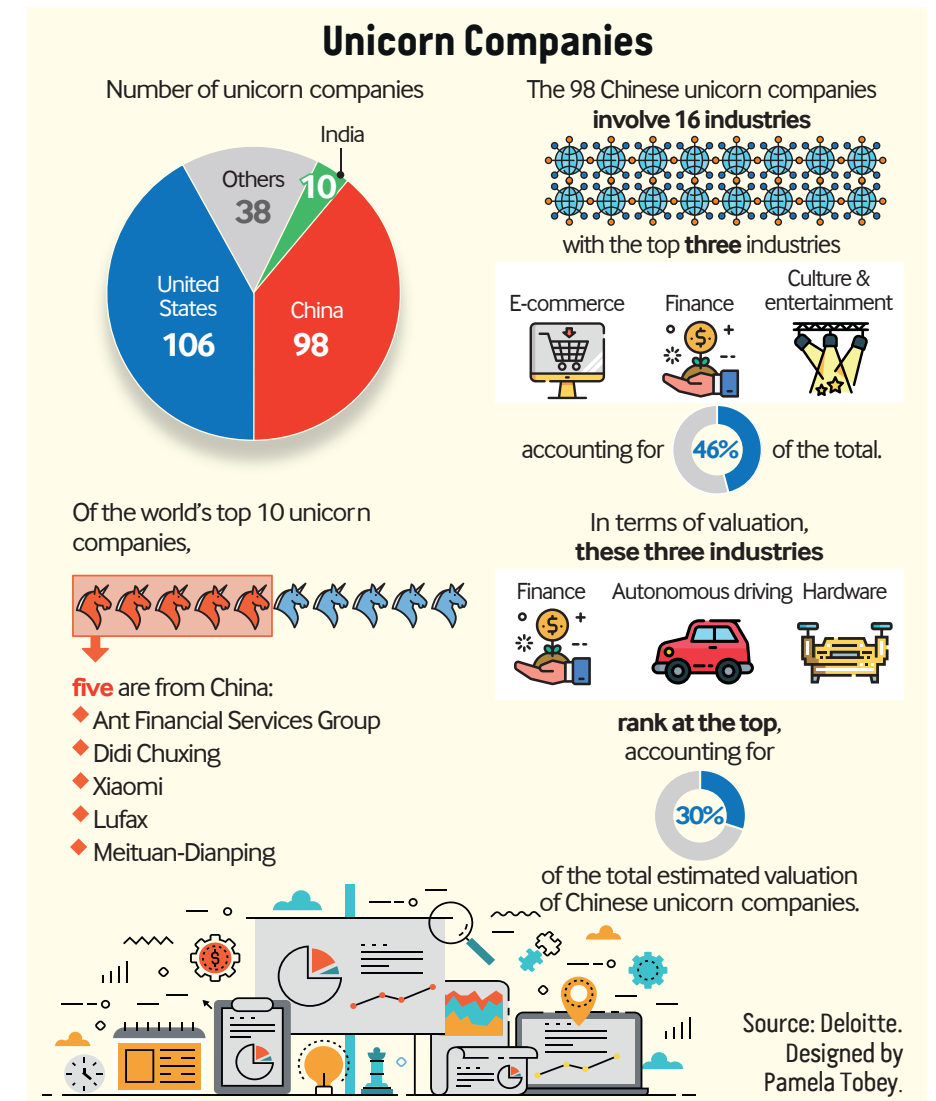 Unicorn Companies
Number of unicorn companies
India
10
Others
38
United
States
106
China
98
Of the world's top 10 unicorn
companies,
five are from China:
Ant Financial Services Group
Didi Chuxing
Xiaomi
Lufax
Meituan-Dianping
The 98 Chinese unicorn companies
involve 16 industries
with the top three industries
E-commerce
Finance
Culture &
entertainment
accounting for 46% of the total.
In terms of valuation,
these three industries
Finance
Autonomous driving
Hardware
rank at the top,
accounting for
30%
of the total estimated valuation
of Chinese unicorn companies.
Source: Deloitte.
Designed by
Pamela Tobey.